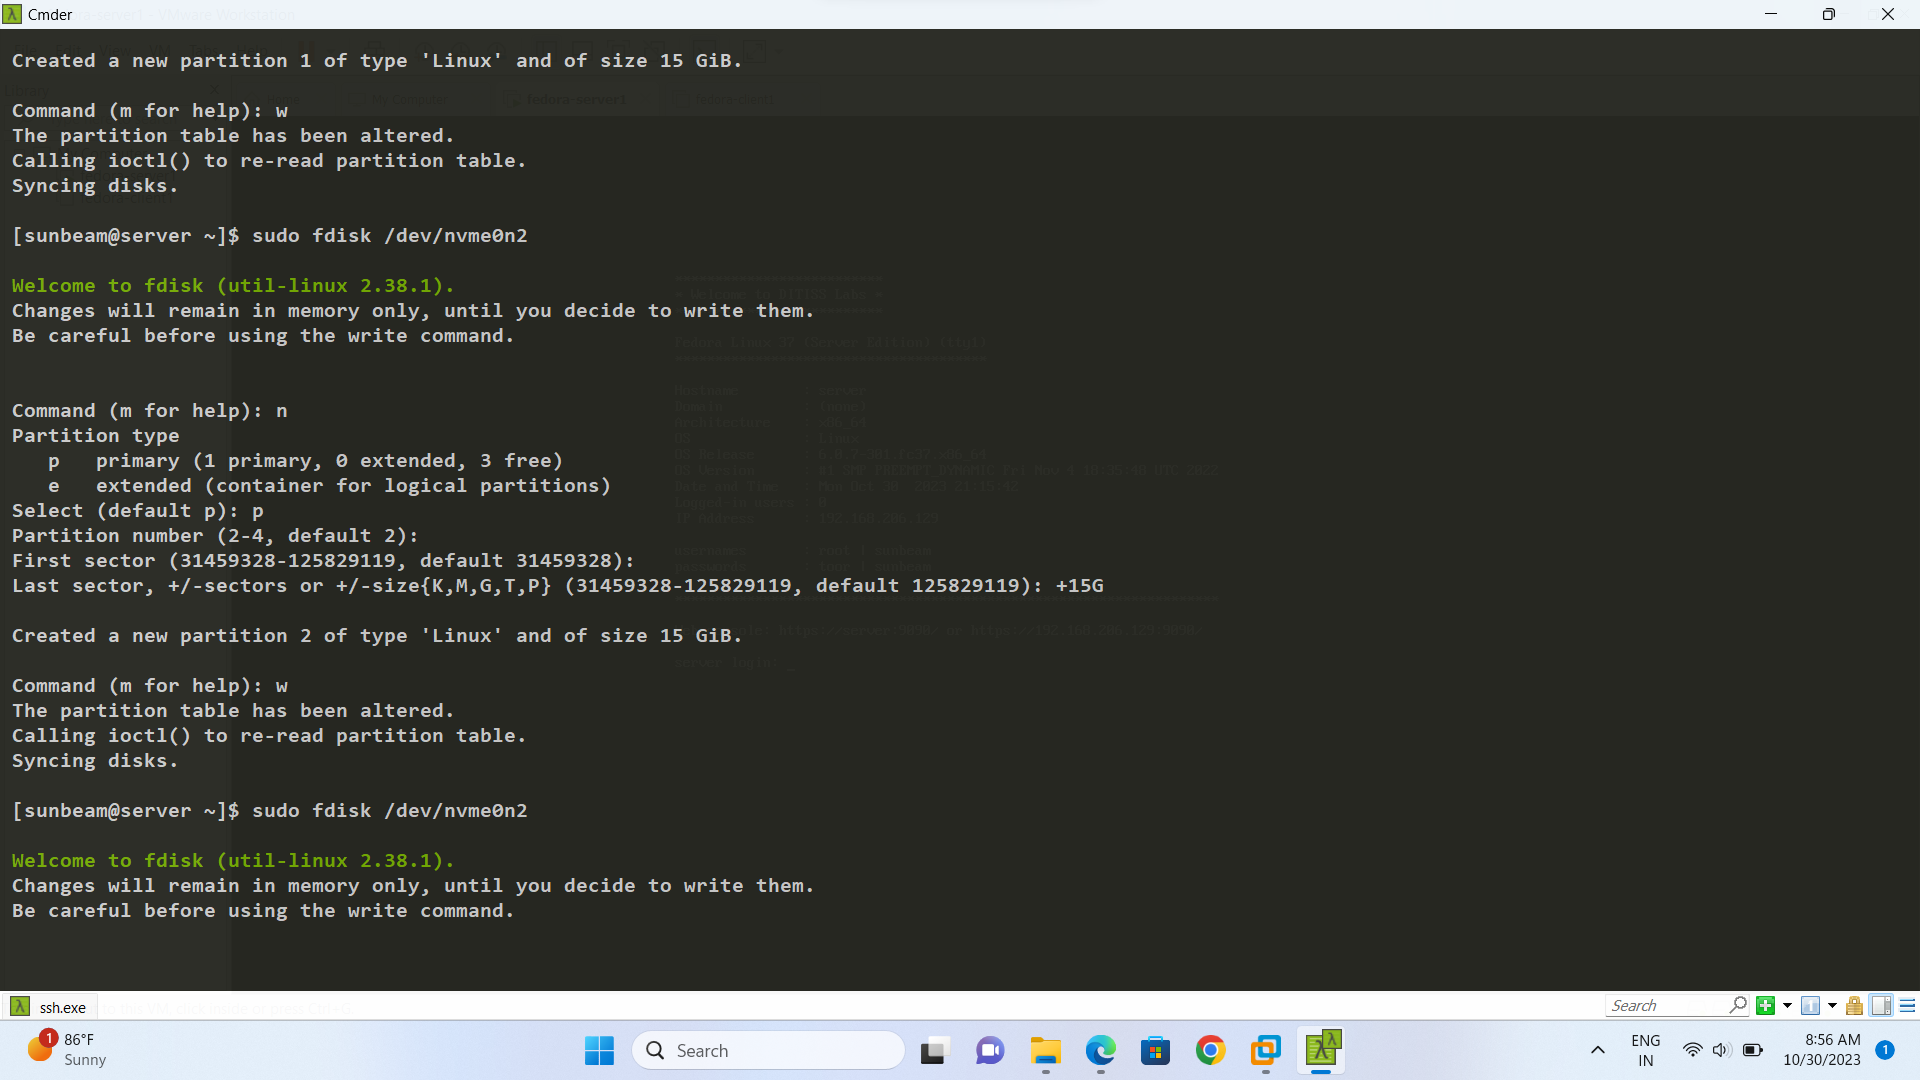 Cmder
Created a new partition 1 of type 'Linux' and of size 15 GiB.
Command (m for help): w
The partition table has been altered.
Calling ioctl() to re-read partition table.
Syncing disks.
[sunbeam@server ~]$ sudo fdisk /dev/nvme0n2
Welcome to fdisk (util-linux 2.38.1).
Changes will remain in memory only, until you decide to write them.
Be careful before using the write command.
Command (m for help): n
Partition type
p   primary (1 primary, 0 extended, 3 free)
e   extended (container for logical partitions)
Select (default p): p
Partition number (2-4, default 2):
First sector (31459328-125829119, default 31459328):
Last sector, +/-sectors or +/-size{K,M,G,T,P} (31459328-125829119, default 125829119): +15G
Created a new partition 2 of type 'Linux' and of size 15 GiB.
Command (m for help): w
The partition table has been altered.
Calling ioctl() to re-read partition table.
Syncing disks.
[sunbeam@server ~]$ sudo fdisk /dev/nvme0n2
Welcome to fdisk (util-linux 2.38.1).
Changes will remain in memory only, until you decide to write them.
Be careful before using the write command.
ssh.exe
Search
1
86°F
Sunny
Search
ENG
IN
8:56 AM
10/30/2023
1